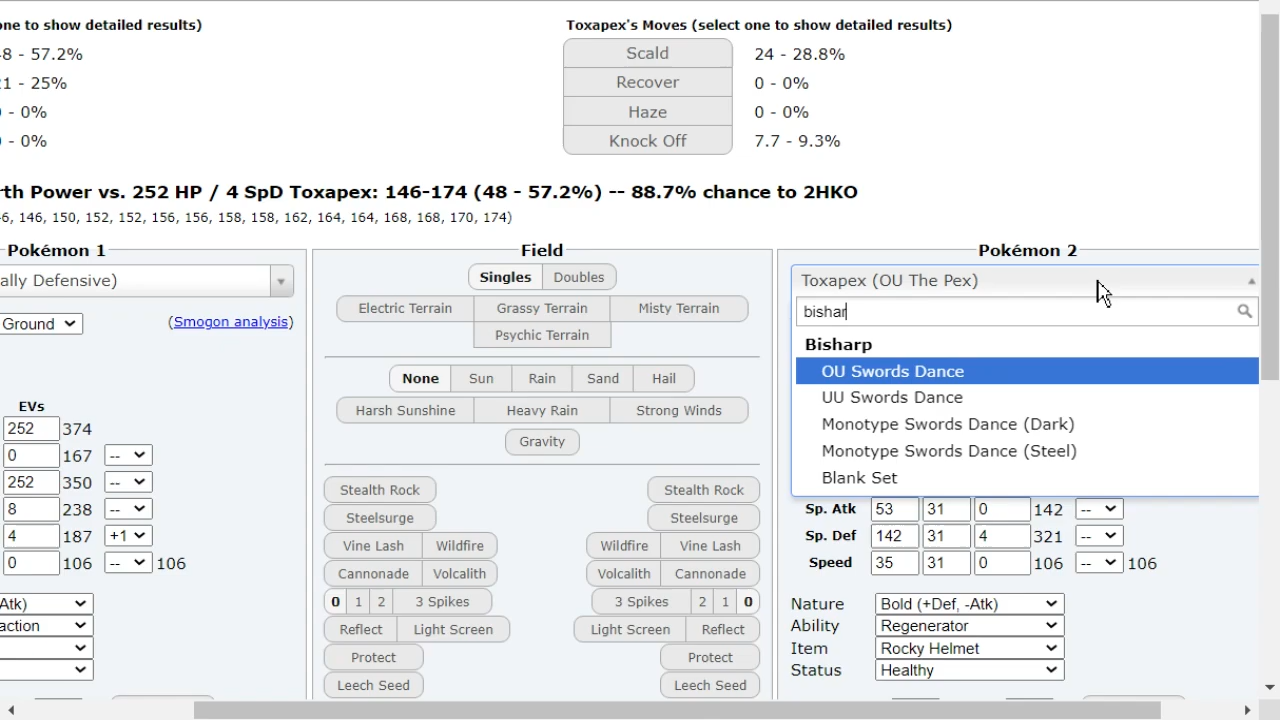 one to show detailed results)
48 - 57.2%
21 - 25%
0 - 0%
0 - 0%
Toxapex's Moves (select one to show detailed results)
Scald 24 - 28.8%
Recover 0 - 0%
Haze 0 - 0%
Knock Off 7.7 - 9.3%
rth Power vs. 252 HP / 4 SpD Toxapex: 146-174 (48 - 57.2%) -- 88.7% chance to 2HKO
6, 146, 150, 152, 152, 156, 156, 158, 158, 162, 164, 164, 168, 168, 170, 174)
Pokémon 1
ally Defensive)
Ground
(Smogon analysis)
EVs
252 374
0 167 --
252 350 --
8 238 --
4 187 +1
0 106 -- 106
Atk)
action
Field
Singles Doubles
Electric Terrain Grassy Terrain Misty Terrain
Psychic Terrain
None Sun Rain Sand Hail
Harsh Sunshine Heavy Rain Strong Winds
Gravity
Stealth Rock Stealth Rock
Steelsurge Steelsurge
Vine Lash Wildfire Wildfire Vine Lash
Cannonade Volcalith Volcalith Cannonade
0 1 2 3 Spikes 3 Spikes 2 1 0
Reflect Light Screen Light Screen Reflect
Protect Protect
Leech Seed Leech Seed
Pokémon 2
Toxapex (OU The Pex)
bishar
Bisharp
OU Swords Dance
UU Swords Dance
Monotype Swords Dance (Dark)
Monotype Swords Dance (Steel)
Blank Set
Sp. Atk 53 31 0 142 --
Sp. Def 142 31 4 321 --
Speed 35 31 0 106 -- 106
Nature Bold (+Def, -Atk)
Ability Regenerator
Item Rocky Helmet
Status Healthy